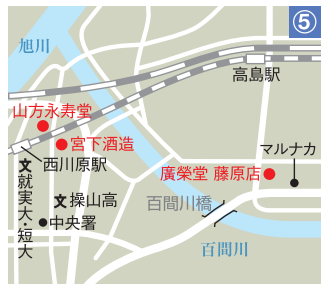 ⑤
旭川
高島駅
山方永寿堂
宮下酒造
マルナカ
西川原駅
廣榮堂 藤原店
文
就実大・短大
文操山高
百間川橋
中央署
百間川